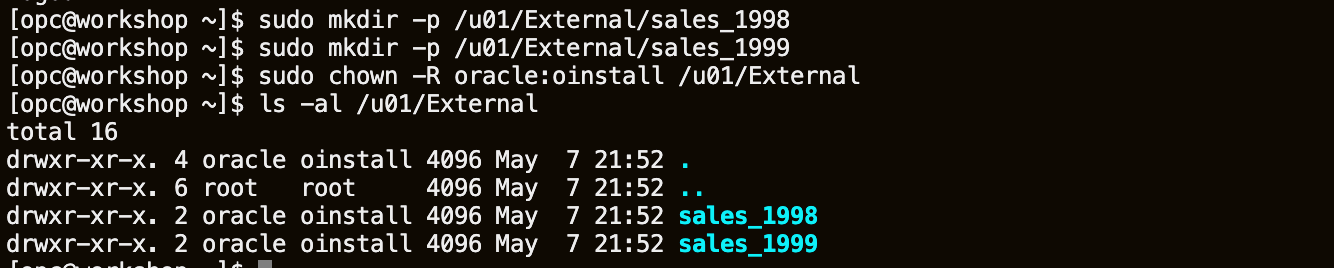 [opc@workshop ~]$ sudo mkdir -p /u01/External/sales_1998
[opc@workshop ~]$ sudo mkdir -p /u01/External/sales_1999
[opc@workshop ~]$ sudo chown -R oracle:oinstall /u01/External
[opc@workshop ~]$ ls -al /u01/External
total 16
drwxr-xr-x. 4 oracle oinstall 4096 May  7 21:52 .
drwxr-xr-x. 6 root   root     4096 May  7 21:52 ..
drwxr-xr-x. 2 oracle oinstall 4096 May  7 21:52 sales_1998
drwxr-xr-x. 2 oracle oinstall 4096 May  7 21:52 sales_1999
[opc@workshop ~]$